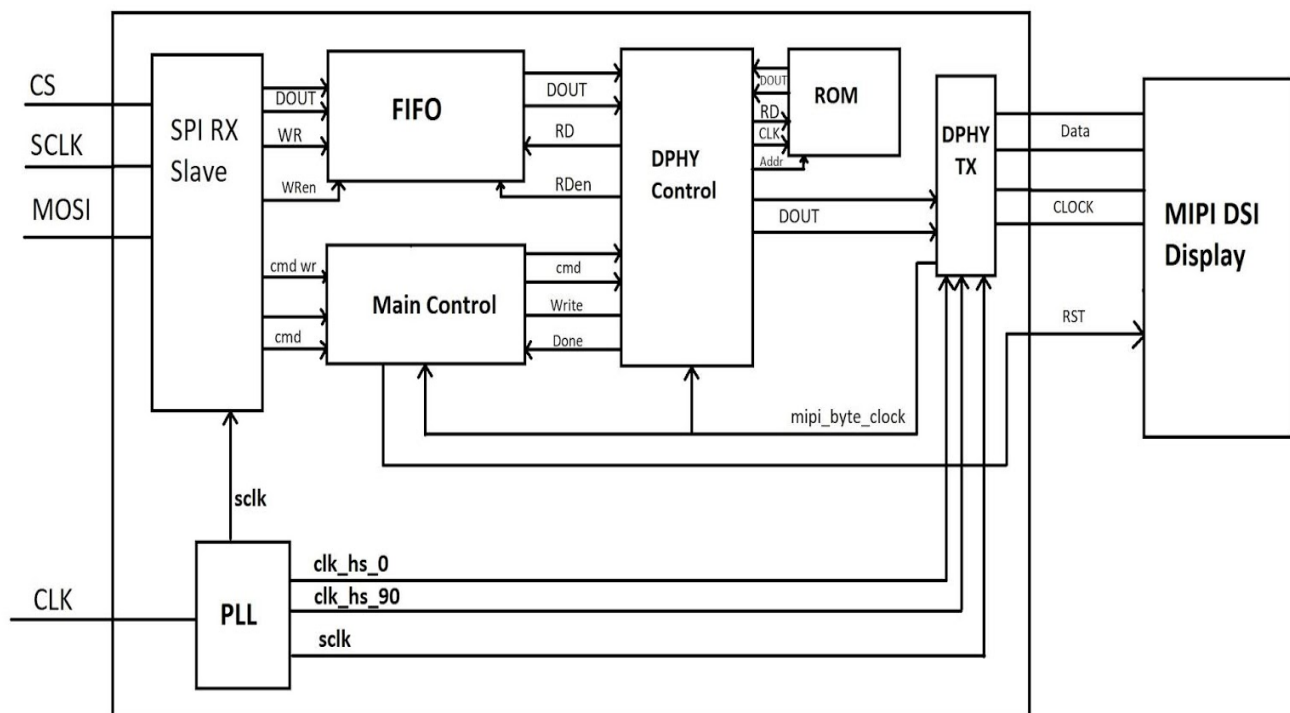 CS
SCLK
MOSI
SPI RX
Slave
DOUT
WR
WRen
cmd wr
cmd
FIFO
DOUT
RD
RDen
Main Control
cmd
Write
Done
DPHY
Control
DOUT
RD
CLK
Addr
ROM
DOUT
DPHY
TX
Data
CLOCK
RST
MIPI DSI
Display
mipi_byte_clock
sclk
CLK
PLL
clk_hs_0
clk_hs_90
sclk